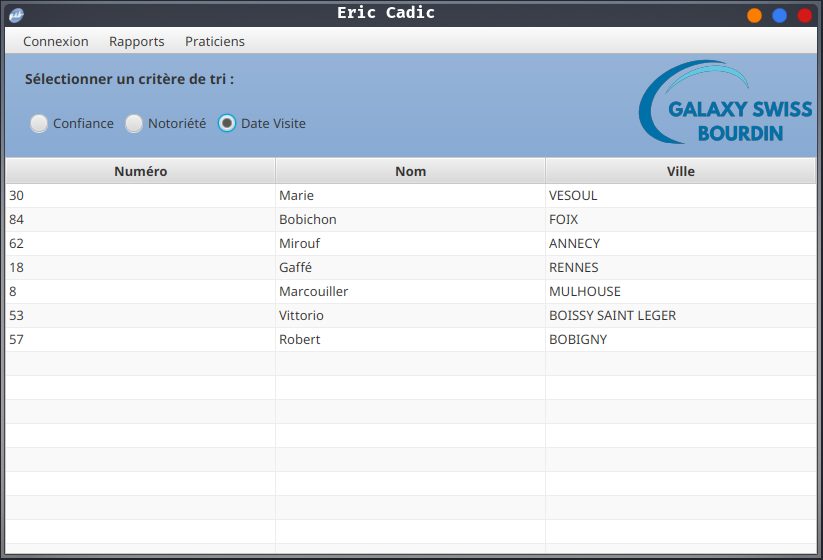 Eric Cadic
Connexion Rapports Praticiens
Sélectionner un critère de tri :
Confiance Notoriété Date Visite
GALAXY SWISS
BOURDIN
Numéro Nom Ville
30 Marie VESOUL
84 Bobichon FOIX
62 Mirouf ANNECY
18 Gaffé RENNES
8 Marcouiller MULHOUSE
53 Vittorio BOISSY SAINT LEGER
57 Robert BOBIGNY